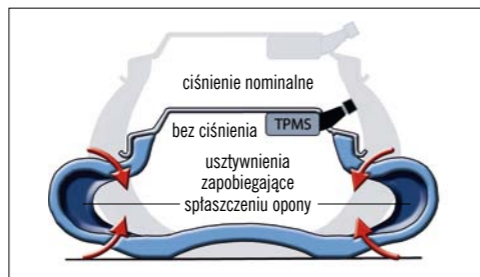 ciśnienie nominalne
bez ciśnienia
TPMS
usztywnienia
zapobiegające
spłaszczeniu opony